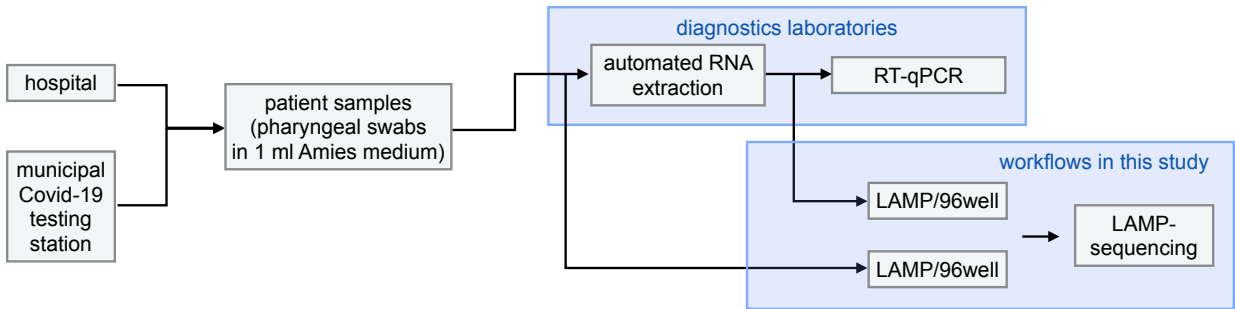 hospital
municipal
Covid-19
testing
station
patient samples
(pharyngeal swabs
in 1 ml Amies medium)
diagnostics laboratories
automated RNA
extraction
RT-qPCR
workflows in this study
LAMP/96well
LAMP/96well
LAMP-
sequencing